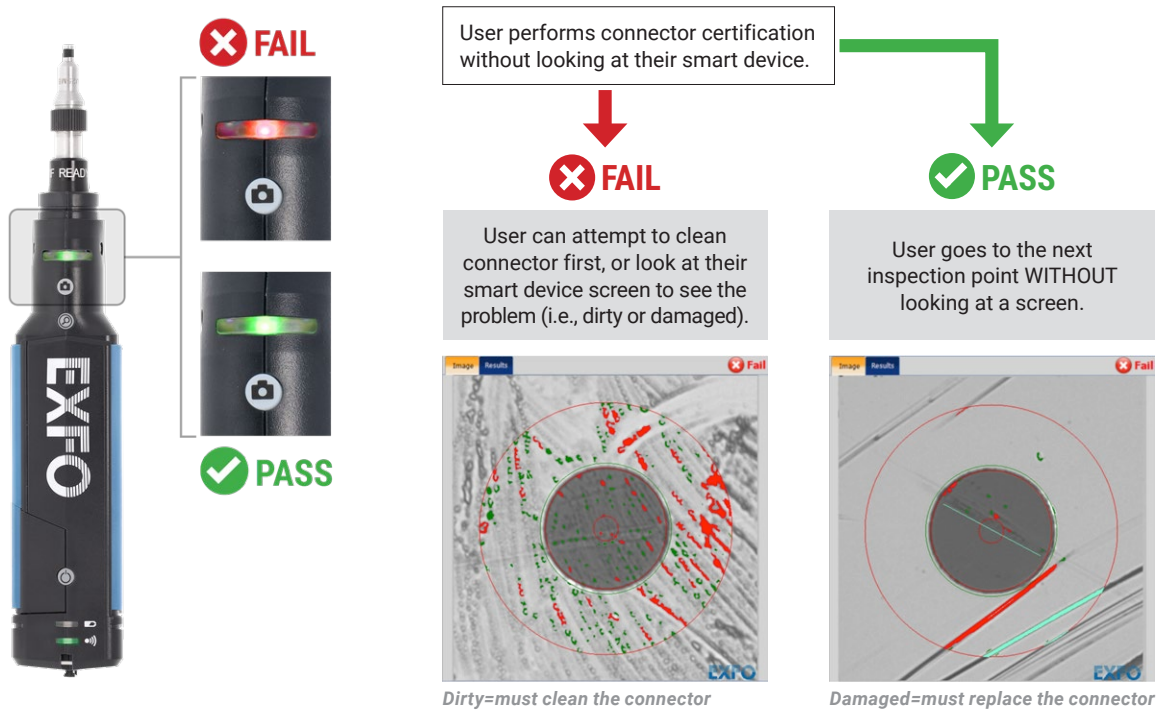 FAIL
F READ
EXFO
PASS
User performs connector certification
without looking at their smart device.
FAIL
User can attempt to clean
connector first, or look at their
smart device screen to see the
problem (i.e., dirty or damaged).
Image Results Fail
EXFO
Dirty=must clean the connector
PASS
User goes to the next
inspection point WITHOUT
looking at a screen.
Image Results Fail
EXFO
Damaged=must replace the connector